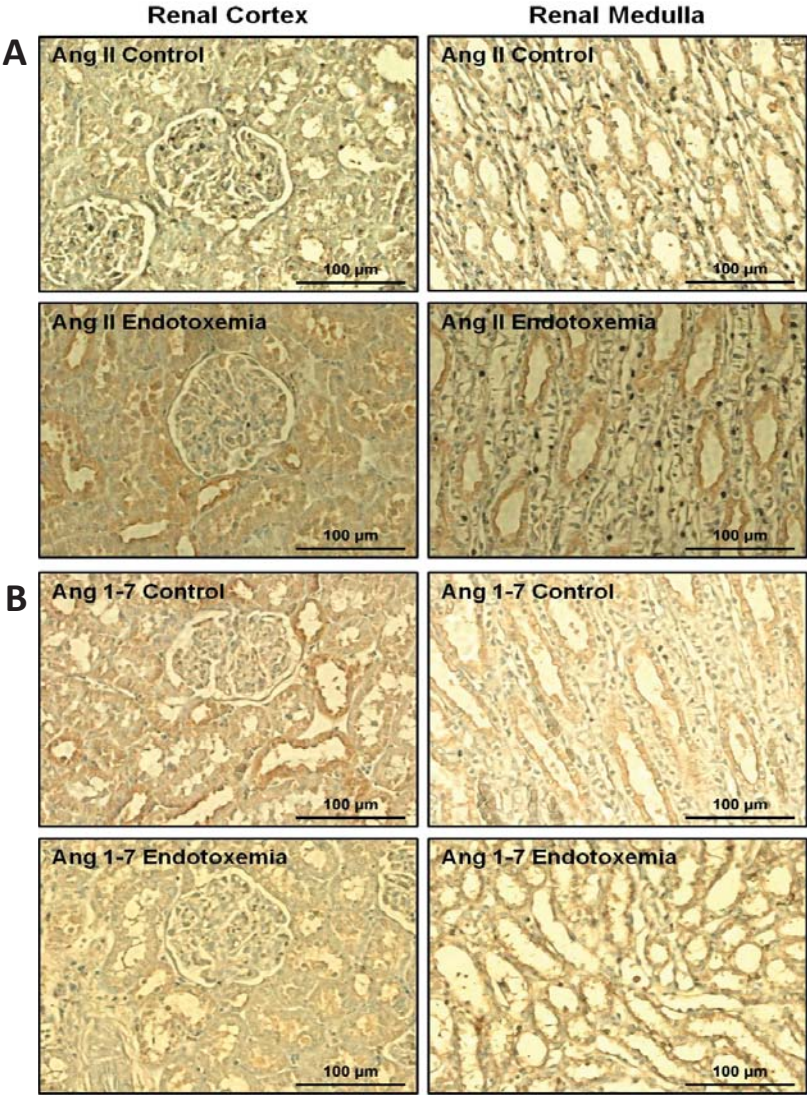 Renal Cortex
Renal Medulla
A
Ang II Control
100 µm
Ang II Control
100 µm
Ang II Endotoxemia
100 µm
Ang II Endotoxemia
100 µm
B
Ang 1-7 Control
100 µm
Ang 1-7 Control
100 µm
Ang 1-7 Endotoxemia
100 µm
Ang 1-7 Endotoxemia
100 µm